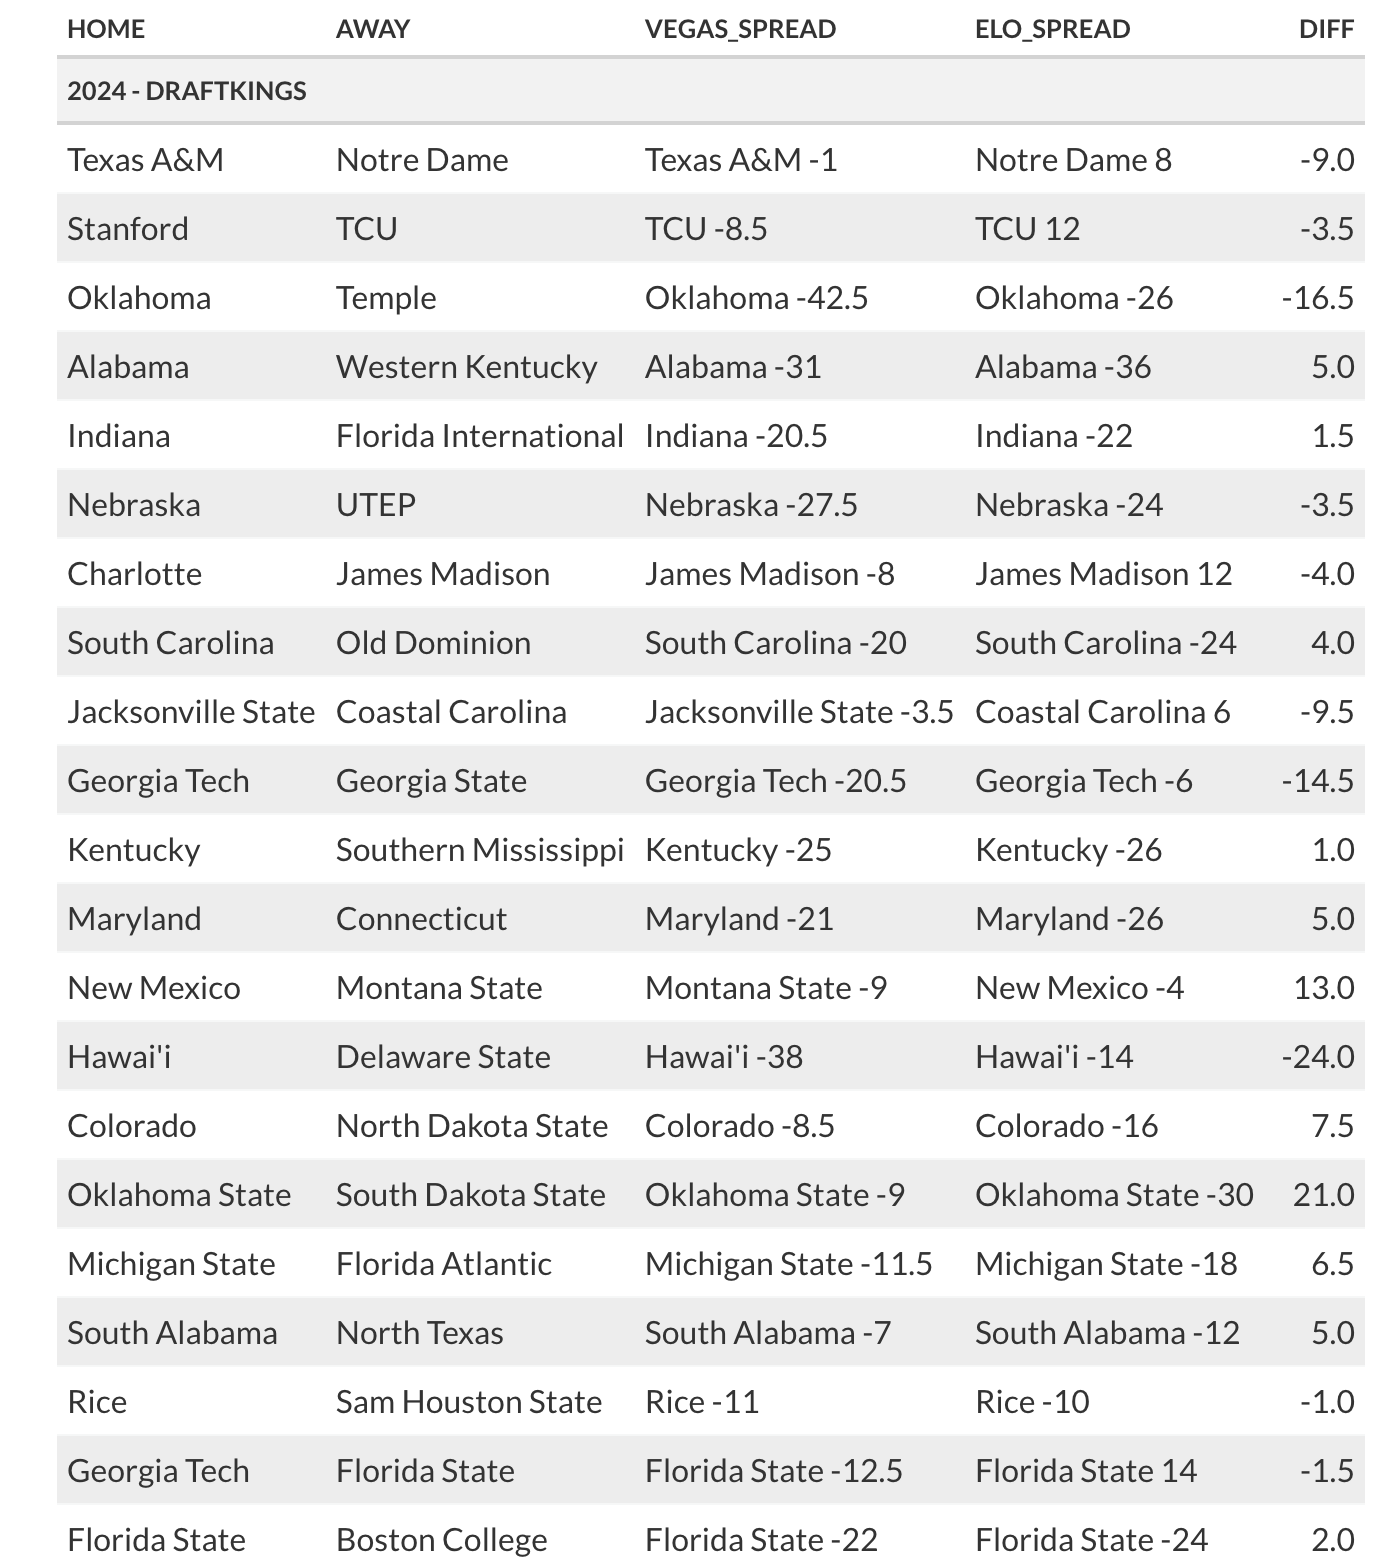 HOME AWAY VEGAS_SPREAD ELO_SPREAD DIFF
2024 - DRAFTKINGS
Texas A&M Notre Dame Texas A&M -1 Notre Dame 8 -9.0
Stanford TCU TCU -8.5 TCU 12 -3.5
Oklahoma Temple Oklahoma -42.5 Oklahoma -26 -16.5
Alabama Western Kentucky Alabama -31 Alabama -36 5.0
Indiana Florida International Indiana -20.5 Indiana -22 1.5
Nebraska UTEP Nebraska -27.5 Nebraska -24 -3.5
Charlotte James Madison James Madison -8 James Madison 12 -4.0
South Carolina Old Dominion South Carolina -20 South Carolina -24 4.0
Jacksonville State Coastal Carolina Jacksonville State -3.5 Coastal Carolina 6 -9.5
Georgia Tech Georgia State Georgia Tech -20.5 Georgia Tech -6 -14.5
Kentucky Southern Mississippi Kentucky -25 Kentucky -26 1.0
Maryland Connecticut Maryland -21 Maryland -26 5.0
New Mexico Montana State Montana State -9 New Mexico -4 13.0
Hawai'i Delaware State Hawai'i -38 Hawai'i -14 -24.0
Colorado North Dakota State Colorado -8.5 Colorado -16 7.5
Oklahoma State South Dakota State Oklahoma State -9 Oklahoma State -30 21.0
Michigan State Florida Atlantic Michigan State -11.5 Michigan State -18 6.5
South Alabama North Texas South Alabama -7 South Alabama -12 5.0
Rice Sam Houston State Rice -11 Rice -10 -1.0
Georgia Tech Florida State Florida State -12.5 Florida State 14 -1.5
Florida State Boston College Florida State -22 Florida State -24 2.0